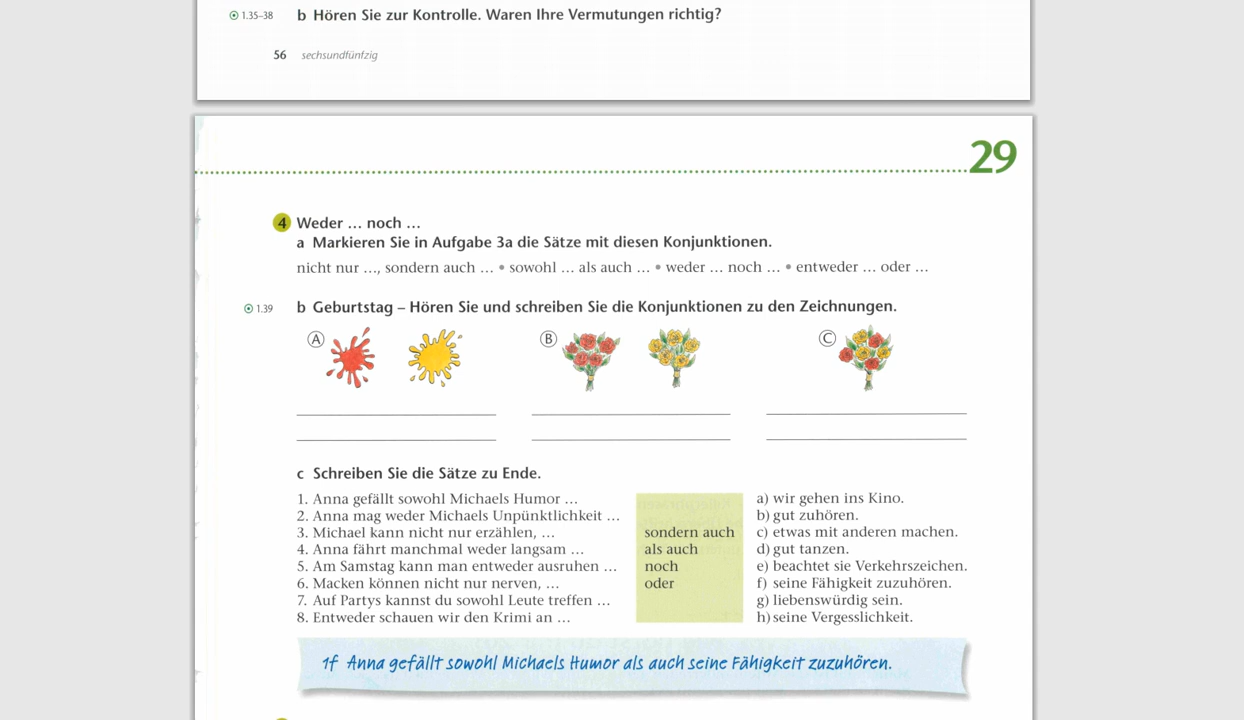 1.35–38 b Hören Sie zur Kontrolle. Waren Ihre Vermutungen richtig?
56 sechsundfünfzig
29
4 Weder … noch …
a Markieren Sie in Aufgabe 3a die Sätze mit diesen Konjunktionen.
nicht nur …, sondern auch … • sowohl … als auch … • weder … noch … • entweder … oder …
1.39 b Geburtstag – Hören Sie und schreiben Sie die Konjunktionen zu den Zeichnungen.
A B C
c Schreiben Sie die Sätze zu Ende.
1. Anna gefällt sowohl Michaels Humor …
2. Anna mag weder Michaels Unpünktlichkeit …
3. Michael kann nicht nur erzählen, …
4. Anna fährt manchmal weder langsam …
5. Am Samstag kann man entweder ausruhen …
6. Macken können nicht nur nerven, …
7. Auf Partys kannst du sowohl Leute treffen …
8. Entweder schauen wir den Krimi an …
sondern auch
als auch
noch
oder
a) wir gehen ins Kino.
b) gut zuhören.
c) etwas mit anderen machen.
d) gut tanzen.
e) beachtet sie Verkehrszeichen.
f) seine Fähigkeit zuzuhören.
g) liebenswürdig sein.
h) seine Vergesslichkeit.
1f Anna gefällt sowohl Michaels Humor als auch seine Fähigkeit zuzuhören.